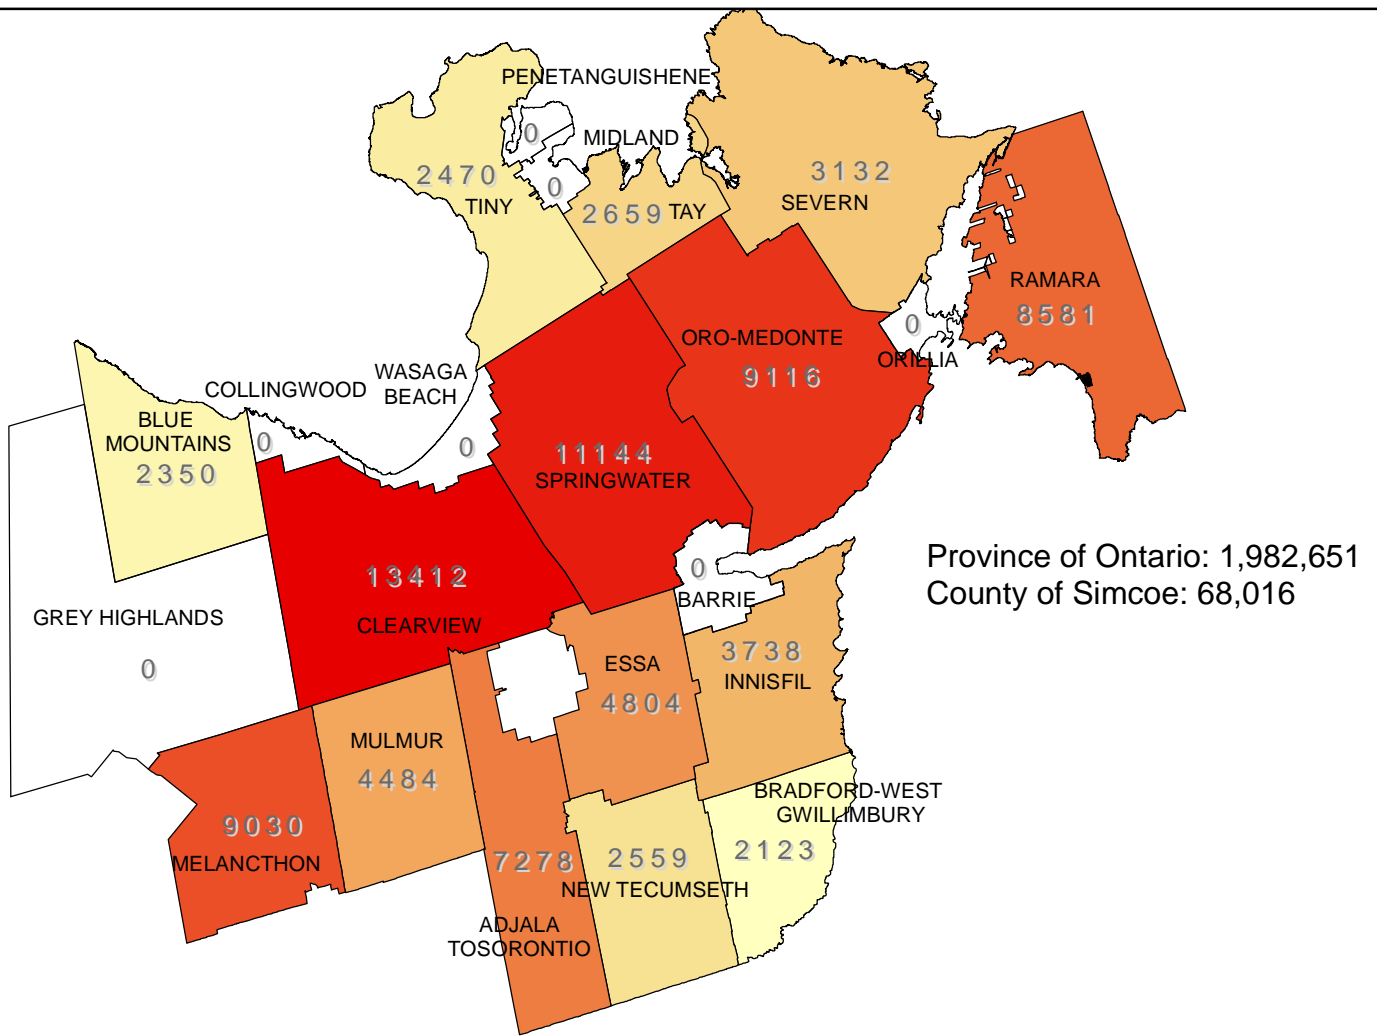 PENETANGUISHENE
0
MIDLAND
0
2470
TINY
2659 TAY
3132
SEVERN
RAMARA
8581
ORO-MEDONTE
9116
0
ORILLIA
WASAGA
BEACH
0
COLLINGWOOD
0
BLUE
MOUNTAINS
2350
11144
SPRINGWATER
13412
CLEARVIEW
0
BARRIE
Province of Ontario: 1,982,651
County of Simcoe: 68,016
GREY HIGHLANDS
0
ESSA
4804
3738
INNISFIL
MULMUR
4484
9030
MELANCTHON
7278
ADJALA
TOSORONTIO
2559
NEW TECUMSETH
BRADFORD-WEST
GWILLIMBURY
2123